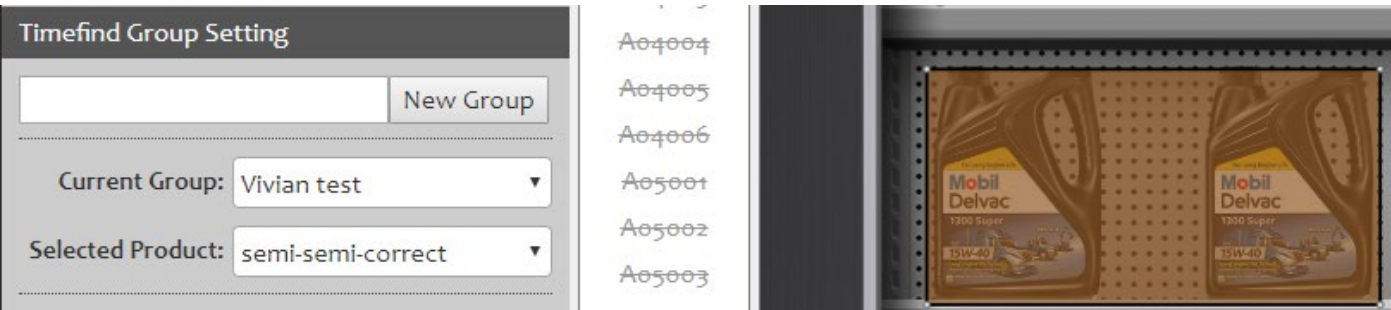 Timefind Group Setting
New Group
Current Group: Vivian test
Selected Product: semi-semi-correct
A04004
A04005
A04006
A05001
A05002
A05003
Mobil
Delvac
1300 Super
15W-40
Mobil
Delvac
1300 Super
15W-40